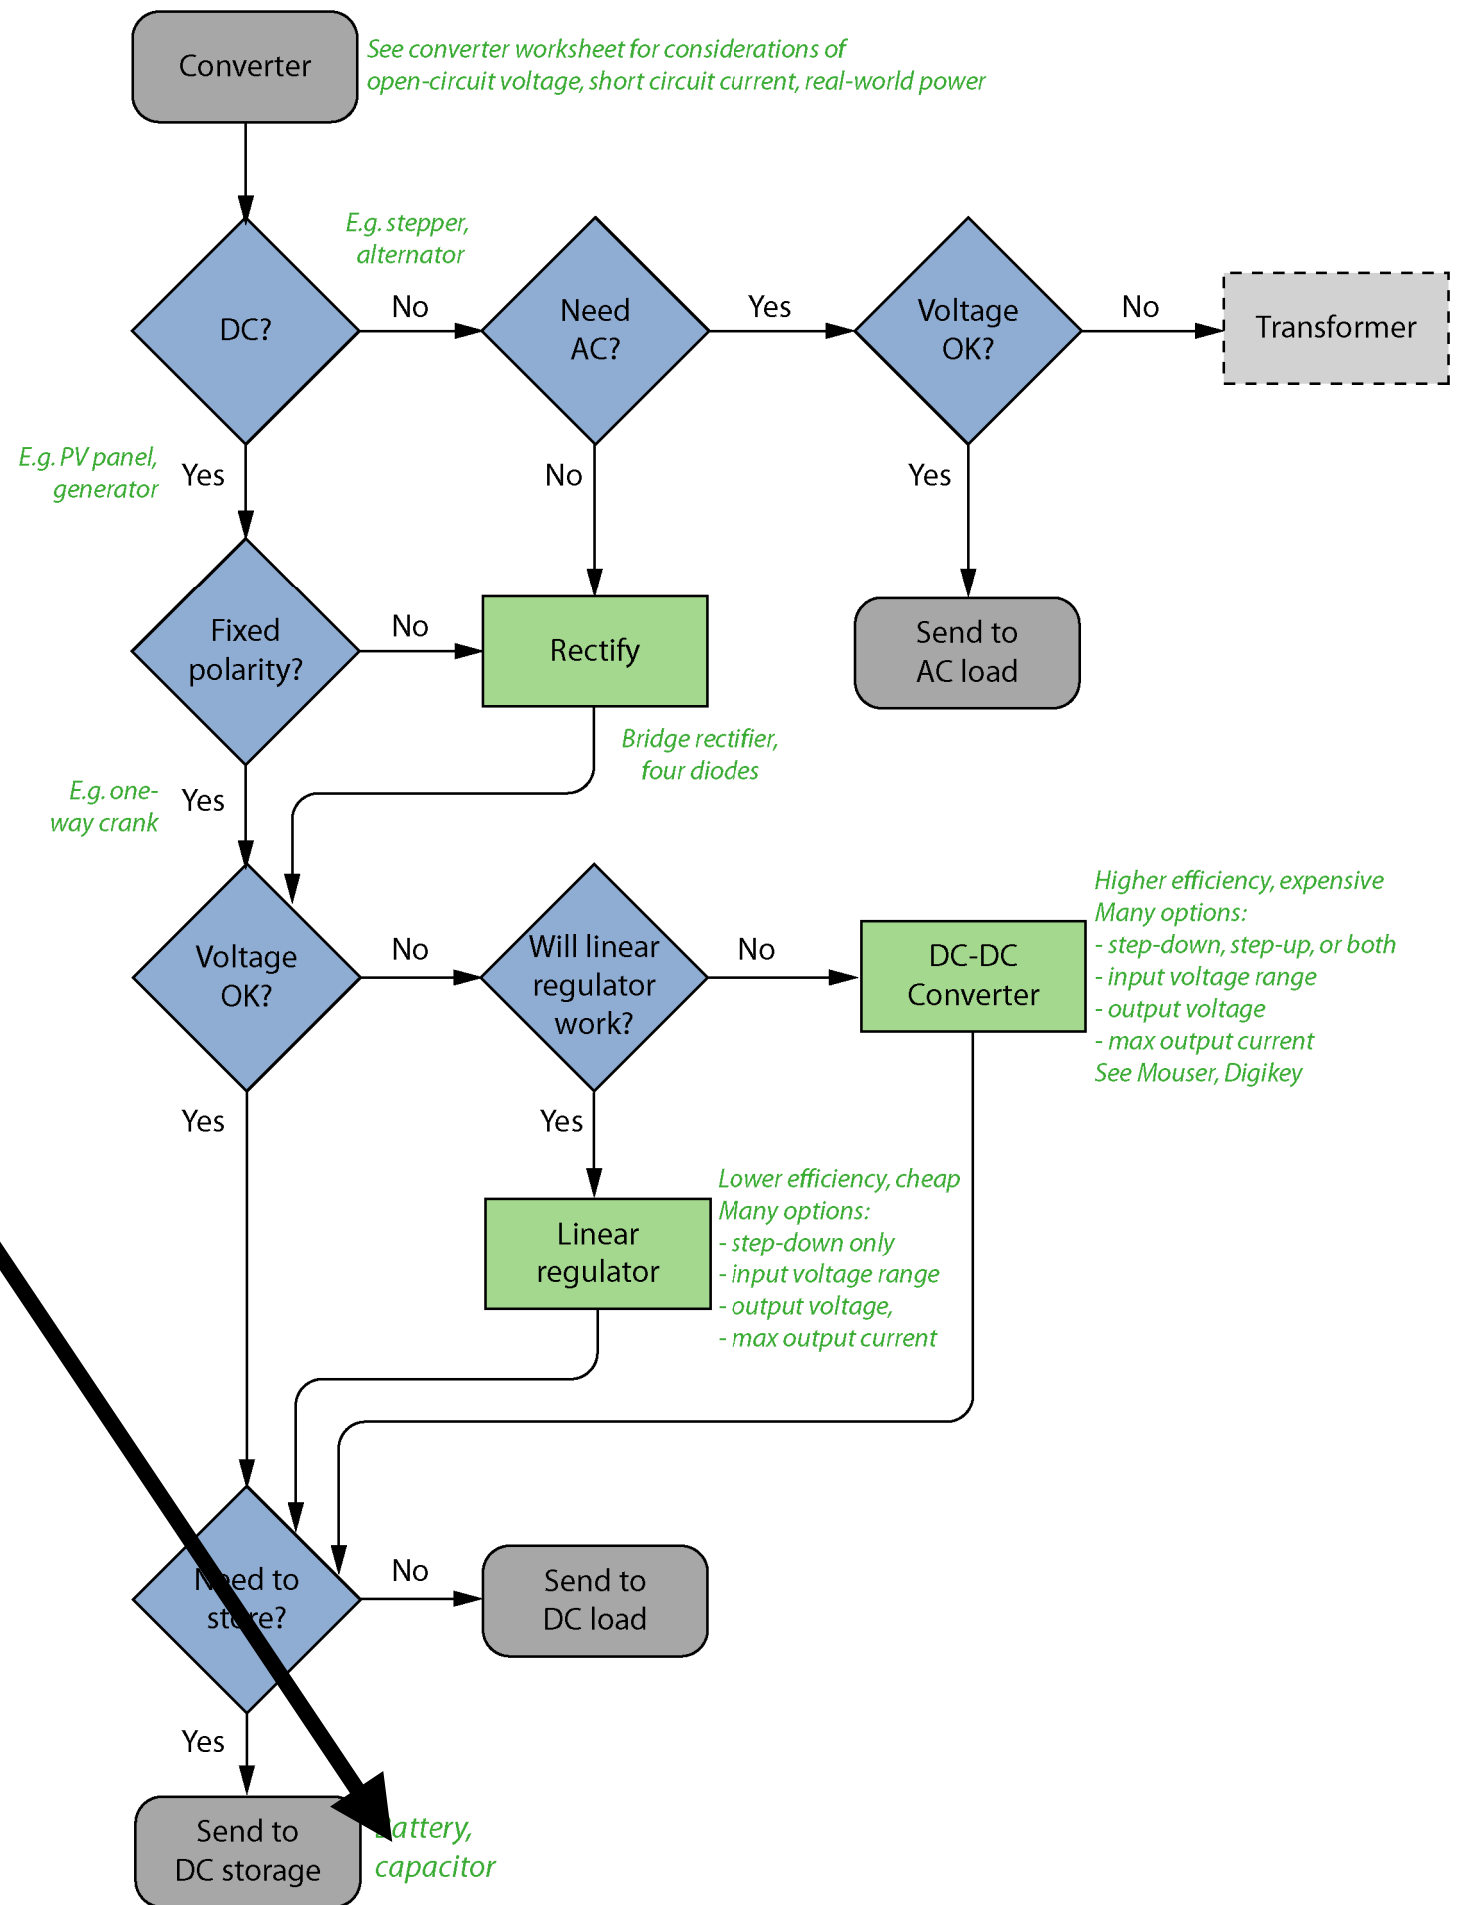 Converter
See converter worksheet for considerations of
open-circuit voltage, short circuit current, real-world power
E.g. stepper,
alternator
DC?
No
Need
AC?
Yes
Voltage
OK?
No
Transformer
E.g. PV panel,
generator
Yes
No
Yes
Fixed
polarity?
No
Rectify
Send to
AC load
Bridge rectifier,
four diodes
E.g. one-
way crank
Yes
Voltage
OK?
No
Will linear
regulator
work?
No
DC-DC
Converter
Higher efficiency, expensive
Many options:
- step-down, step-up, or both
- input voltage range
- output voltage
- max output current
See Mouser, Digikey
Yes
Yes
Linear
regulator
Lower efficiency, cheap
Many options:
- step-down only
- input voltage range
- output voltage,
- max output current
Need to
store?
No
Send to
DC load
Yes
Send to
DC storage
Battery,
capacitor